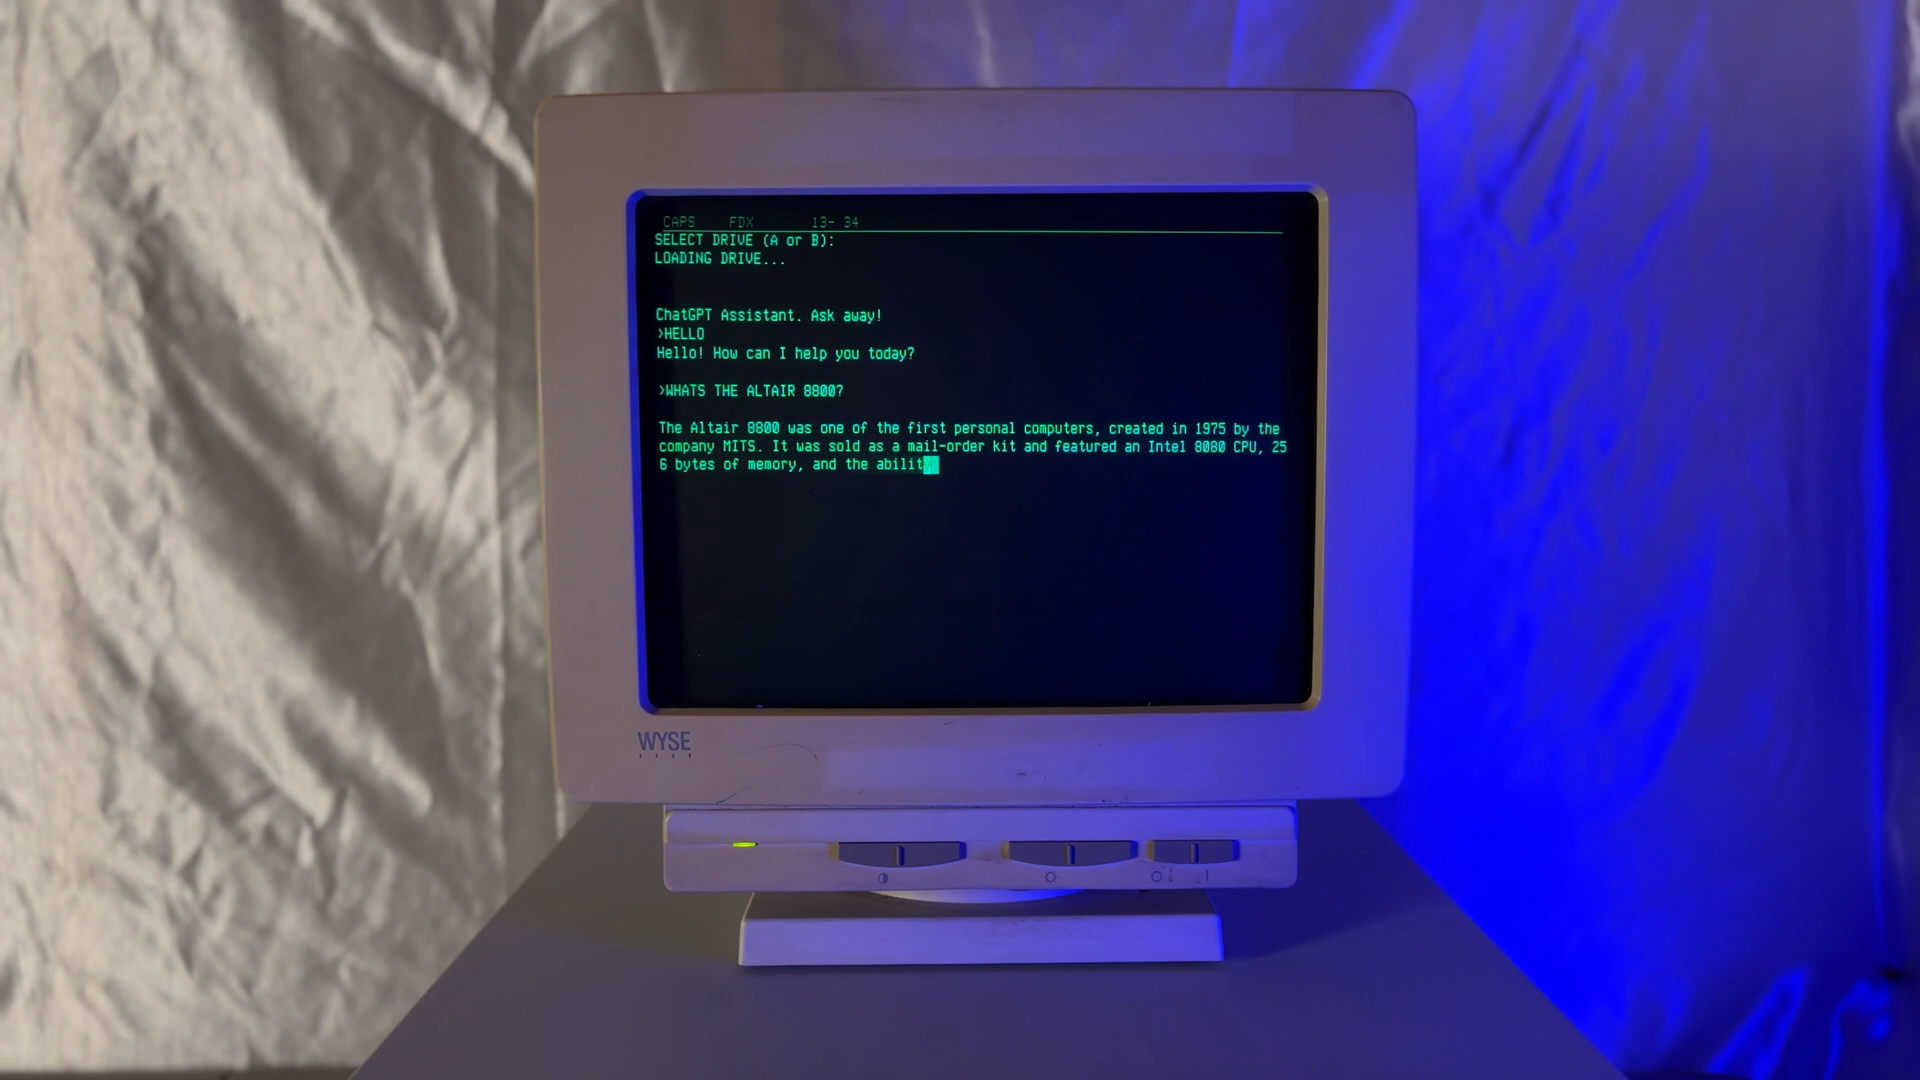 CAPS FDX 13- 34
SELECT DRIVE (A or B):
LOADING DRIVE...
ChatGPT Assistant. Ask away!
>HELLO
Hello! How can I help you today?
>WHATS THE ALTAIR 8800?
The Altair 8800 was one of the first personal computers, created in 1975 by the
company MITS. It was sold as a mail-order kit and featured an Intel 8080 CPU, 25
6 bytes of memory, and the abilit
WYSE